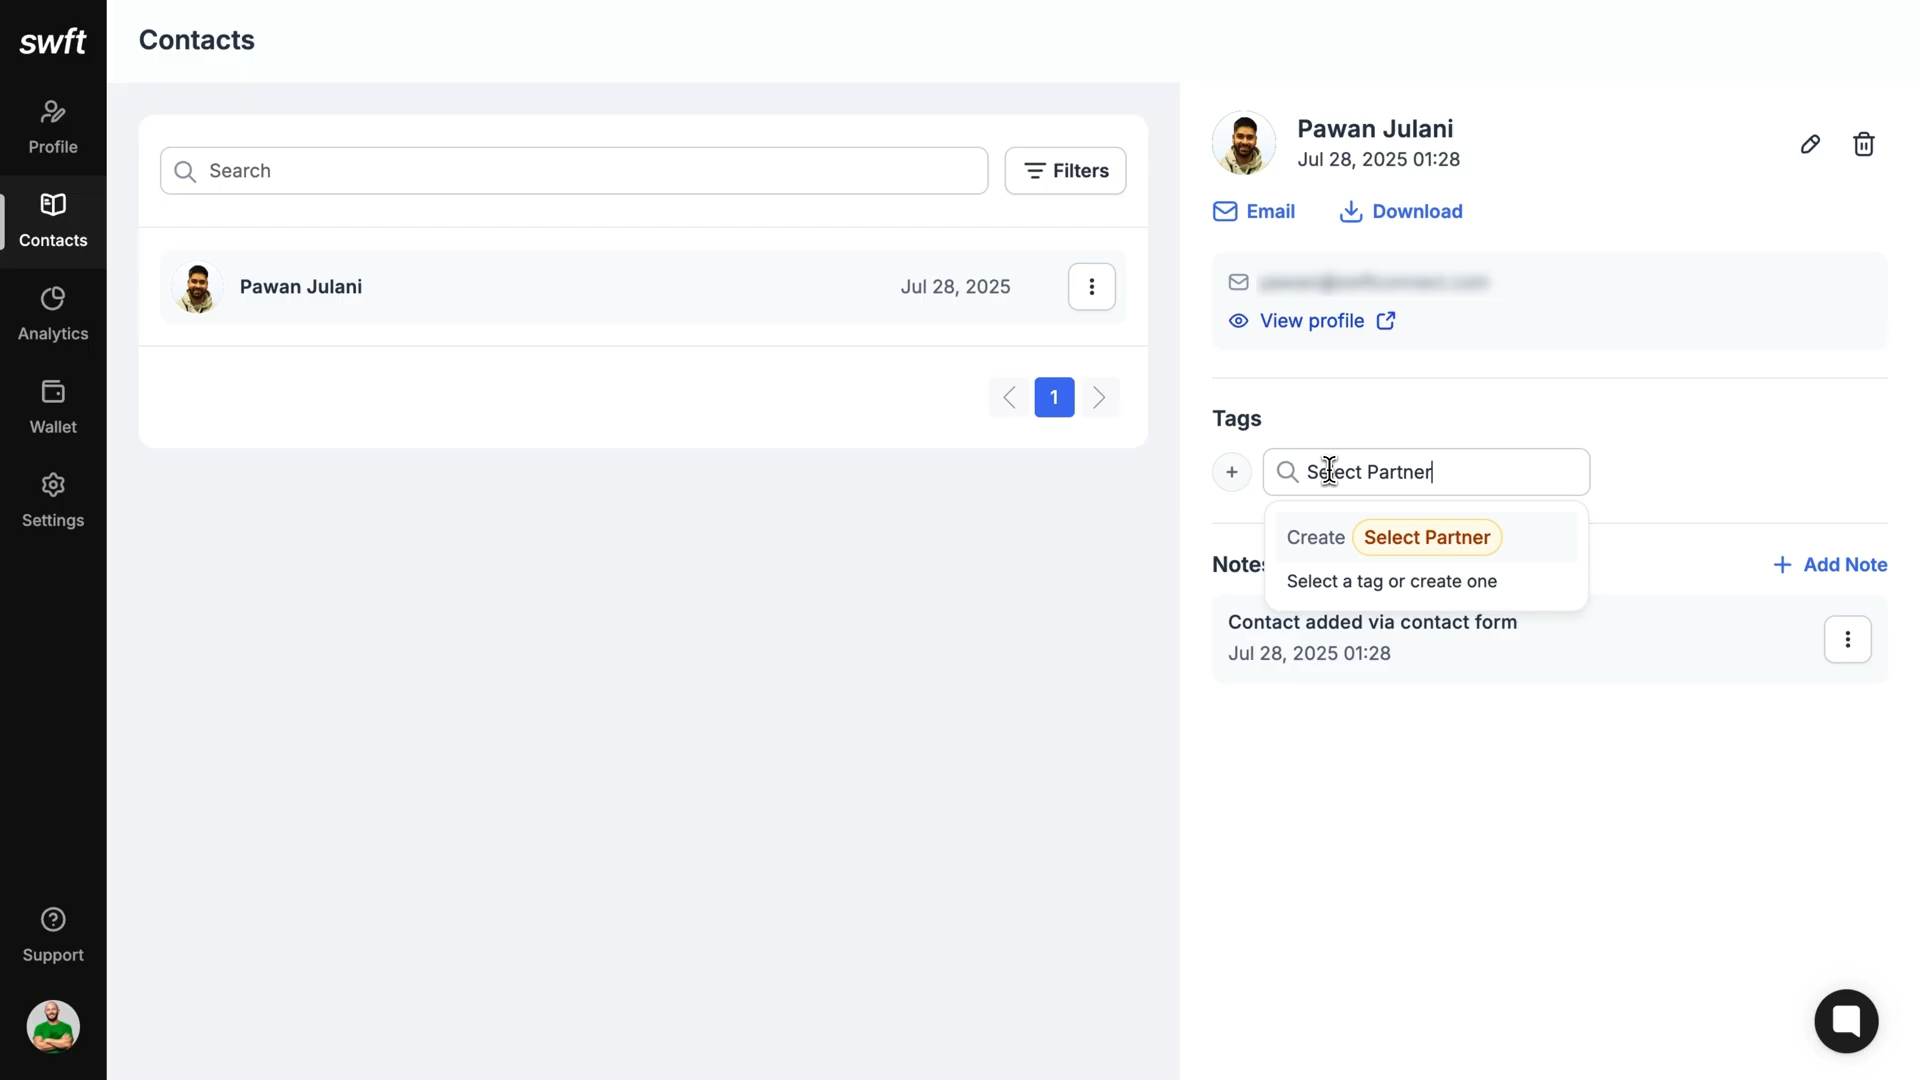 swft
Profile
Contacts
Analytics
Wallet
Settings
Support
Contacts
Search
Filters
Pawan Julani
Jul 28, 2025
1
Pawan Julani
Jul 28, 2025 01:28
Email
Download
View profile
Tags
+
Select Partner
Create Select Partner
Select a tag or create one
Notes
+ Add Note
Contact added via contact form
Jul 28, 2025 01:28